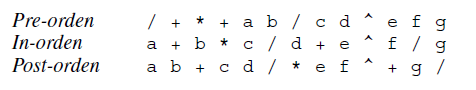 Pre-orden / + * + a b / c d ^ e f g
In-orden a + b * c / d + e ^ f / g
Post-orden a b + c d / * e f ^ + g /